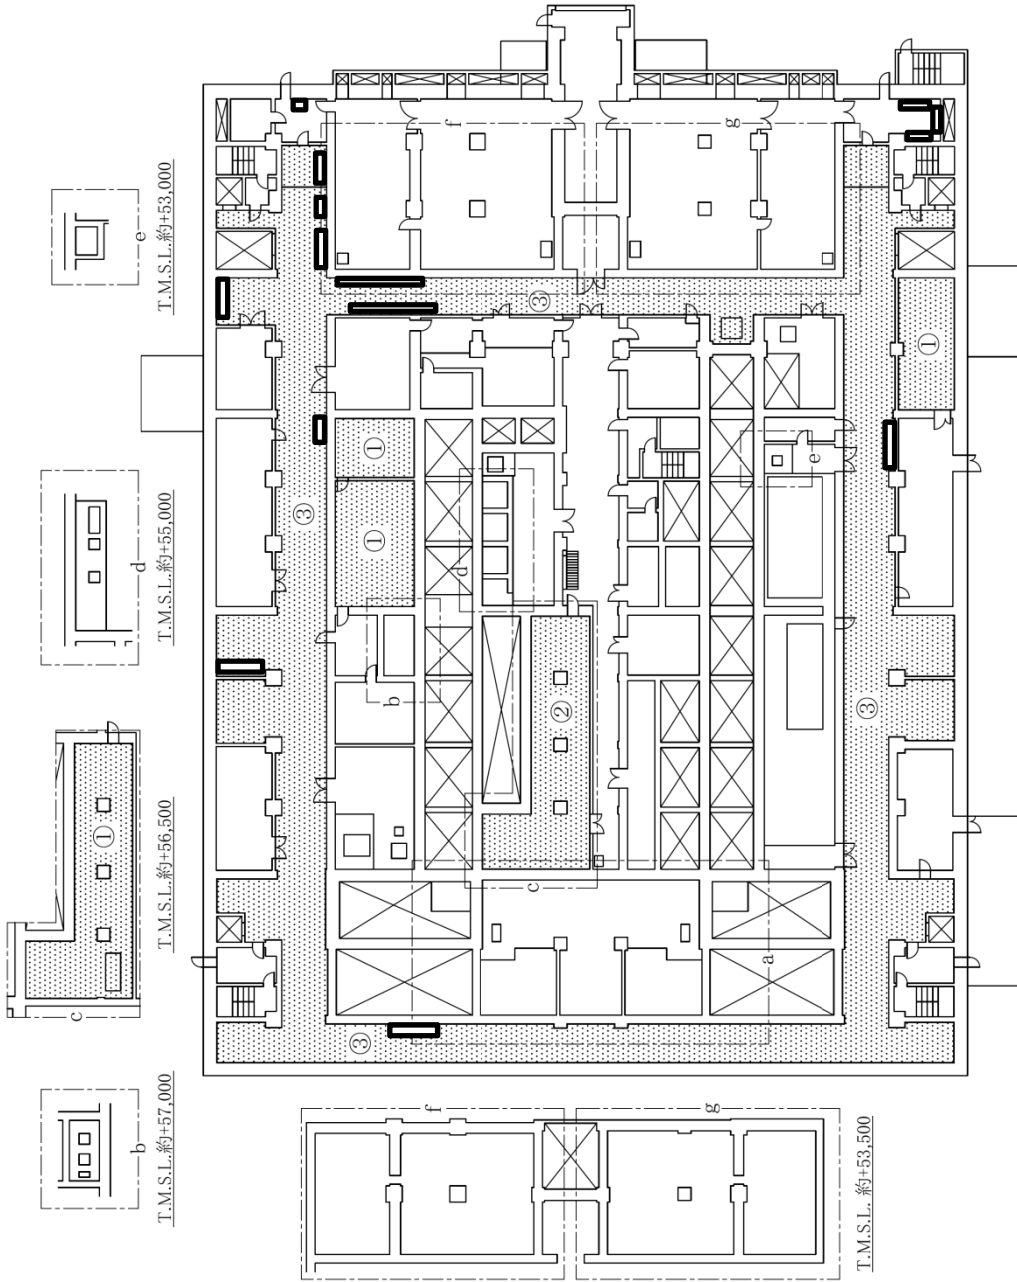 e
T.M.S.L.約+53,000
d
T.M.S.L.約+55,000
①
c
T.M.S.L.約+56,500
b
T.M.S.L.約+57,000
f
g
③
①
①
e
①
③
d
b
②
③
c
a
③
f
g
T.M.S.L. 約+53,500